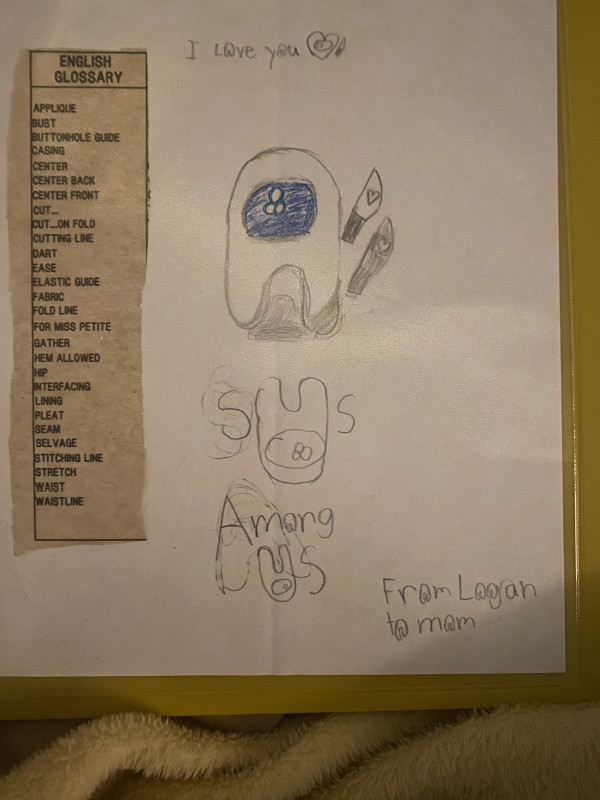 I Love you
ENGLISH
GLOSSARY
APPLIQUE
BUST
BUTTONHOLE GUIDE
CASING
CENTER
CENTER BACK
CENTER FRONT
CUT...
CUT...ON FOLD
CUTTING LINE
DART
EASE
ELASTIC GUIDE
FABRIC
FOLD LINE
FOR MISS PETITE
GATHER
HEM ALLOWED
HIP
INTERFACING
LINING
PLEAT
SEAM
SELVAGE
STITCHING LINE
STRETCH
WAIST
WAISTLINE
8
SUS
Among
US
From Logan
to mom